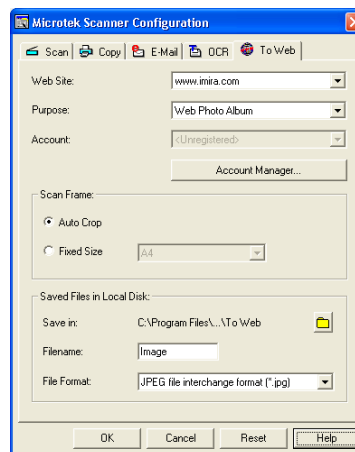 Microtek Scanner Configuration
Scan Copy E-Mail OCR To Web
Web Site: www.imira.com
Purpose: Web Photo Album
Account: <Unregistered>
Account Manager...
Scan Frame:
Auto Crop
Fixed Size A4
Saved Files in Local Disk:
Save in: C:\Program Files\...\To Web
Filename: Image
File Format: JPEG file interchange format (*.jpg)
OK Cancel Reset Help